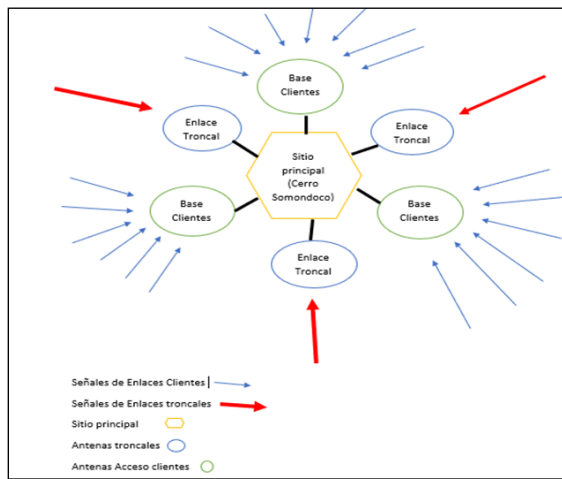 Base
Clientes
Enlace
Troncal
Enlace
Troncal
Sitio
principal
(Cerro
Somondoco)
Base
Clientes
Base
Clientes
Enlace
Troncal
Señales de Enlaces Clientes
Señales de Enlaces troncales
Sitio principal
Antenas troncales
Antenas Acceso clientes